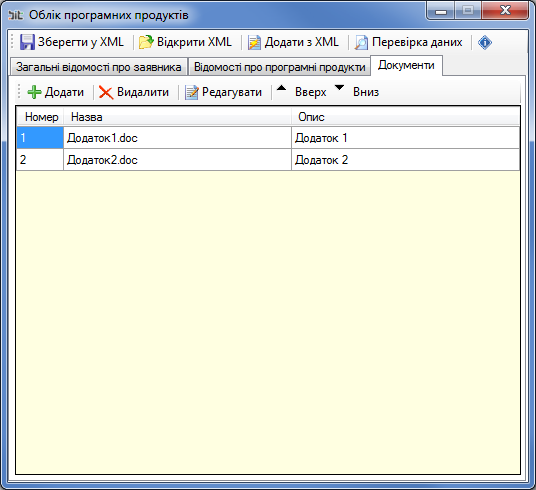 Облік програмних продуктів
Зберегти у XML Відкрити XML Додати з XML Перевірка даних
Загальні відомості про заявника Відомості про програмні продукти Документи
Додати Видалити Редагувати Вверх Вниз
Номер Назва Опис
1 Додаток1.doc Додаток 1
2 Додаток2.doc Додаток 2